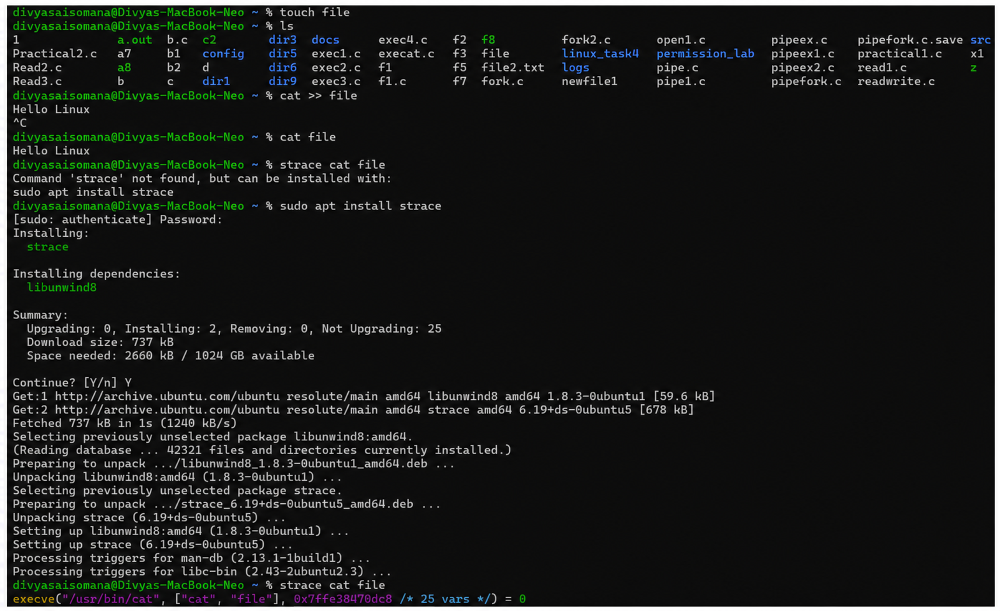 divyasaisomana@Divyas-MacBook-Neo ~ % touch file
divyasaisomana@Divyas-MacBook-Neo ~ % ls
1 a.out b.c c2 dir3 docs exec4.c f2 f8 fork2.c open1.c pipeex.c pipefork.c.save src
Practical2.c a7 b1 config dir5 exec1.c execat.c f3 file linux_task4 permission_lab pipeex1.c practical1.c x1
Read2.c a8 b2 d dir6 exec2.c f1 f5 file2.txt logs pipe.c pipeex2.c read1.c z
Read3.c b c dir1 dir9 exec3.c f1.c f7 fork.c newfile1 pipe1.c pipefork.c readwrite.c
divyasaisomana@Divyas-MacBook-Neo ~ % cat >> file
Hello Linux
^C
divyasaisomana@Divyas-MacBook-Neo ~ % cat file
Hello Linux
divyasaisomana@Divyas-MacBook-Neo ~ % strace cat file
Command 'strace' not found, but can be installed with:
sudo apt install strace
divyasaisomana@Divyas-MacBook-Neo ~ % sudo apt install strace
[sudo: authenticate] Password:
Installing:
  strace

Installing dependencies:
  libunwind8

Summary:
  Upgrading: 0, Installing: 2, Removing: 0, Not Upgrading: 25
  Download size: 737 kB
  Space needed: 2660 kB / 1024 GB available

Continue? [Y/n] Y
Get:1 http://archive.ubuntu.com/ubuntu resolute/main amd64 libunwind8 amd64 1.8.3-0ubuntu1 [59.6 kB]
Get:2 http://archive.ubuntu.com/ubuntu resolute/main amd64 strace amd64 6.19+ds-0ubuntu5 [678 kB]
Fetched 737 kB in 1s (1240 kB/s)
Selecting previously unselected package libunwind8:amd64.
(Reading database ... 42321 files and directories currently installed.)
Preparing to unpack .../libunwind8_1.8.3-0ubuntu1_amd64.deb ...
Unpacking libunwind8:amd64 (1.8.3-0ubuntu1) ...
Selecting previously unselected package strace.
Preparing to unpack .../strace_6.19+ds-0ubuntu5_amd64.deb ...
Unpacking strace (6.19+ds-0ubuntu5) ...
Setting up libunwind8:amd64 (1.8.3-0ubuntu1) ...
Setting up strace (6.19+ds-0ubuntu5) ...
Processing triggers for man-db (2.13.1-1build1) ...
Processing triggers for libc-bin (2.43-2ubuntu2.3) ...
divyasaisomana@Divyas-MacBook-Neo ~ % strace cat file
execve("/usr/bin/cat", ["cat", "file"], 0x7ffe38470dc8 /* 25 vars */) = 0